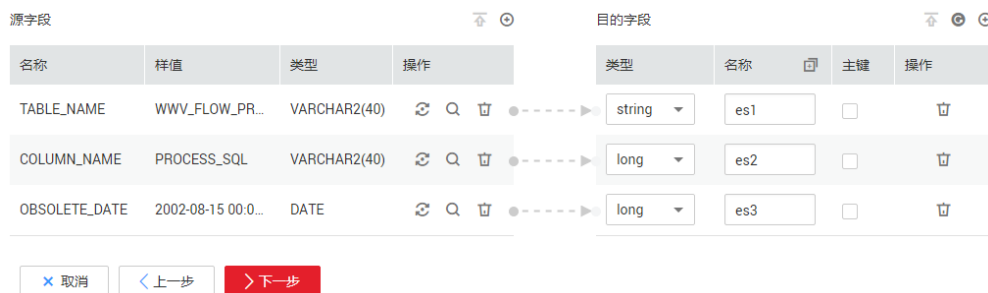 源字段 目的字段
名称 样值 类型 操作 类型 名称 主键 操作
TABLE_NAME WWV_FLOW_PR... VARCHAR2(40) string es1
COLUMN_NAME PROCESS_SQL VARCHAR2(40) long es2
OBSOLETE_DATE 2002-08-15 00:0... DATE long es3
取消 上一步 下一步